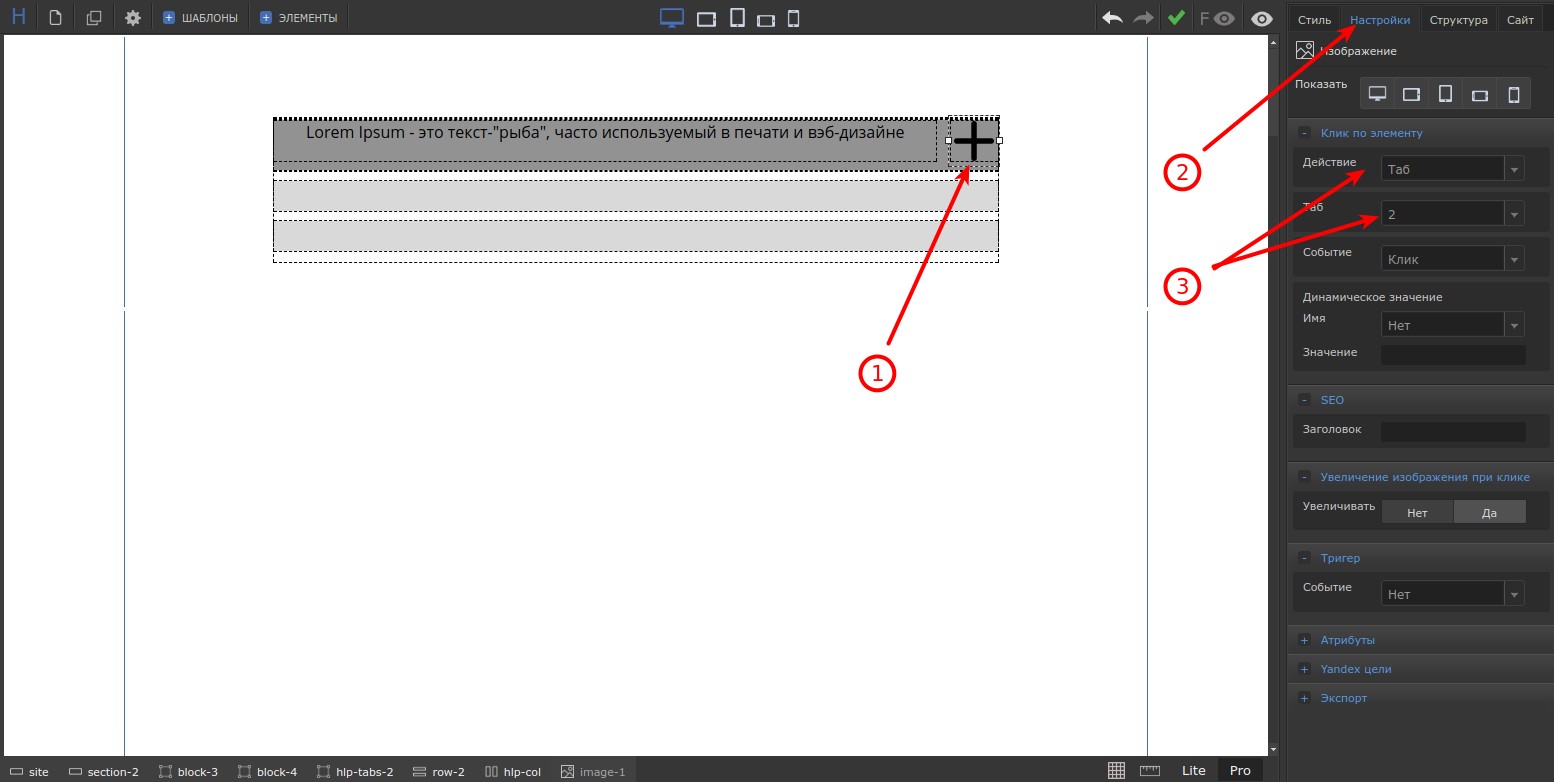 H
ШАБЛОНЫ
ЭЛЕМЕНТЫ
F
Стиль Настройки Структура Сайт
Изображение
Показать
Клик по элементу
Действие Таб
Таб 2
Событие Клик
Динамическое значение
Имя Нет
Значение
SEO
Заголовок
Увеличение изображения при клике
Увеличивать Нет Да
Тригер
Событие Нет
Атрибуты
Yandex цели
Экспорт
Lorem Ipsum - это текст-"рыба", часто используемый в печати и вэб-дизайне
2
3
1
site section-2 block-3 block-4 hlp-tabs-2 row-2 hlp-col image-1 Lite Pro